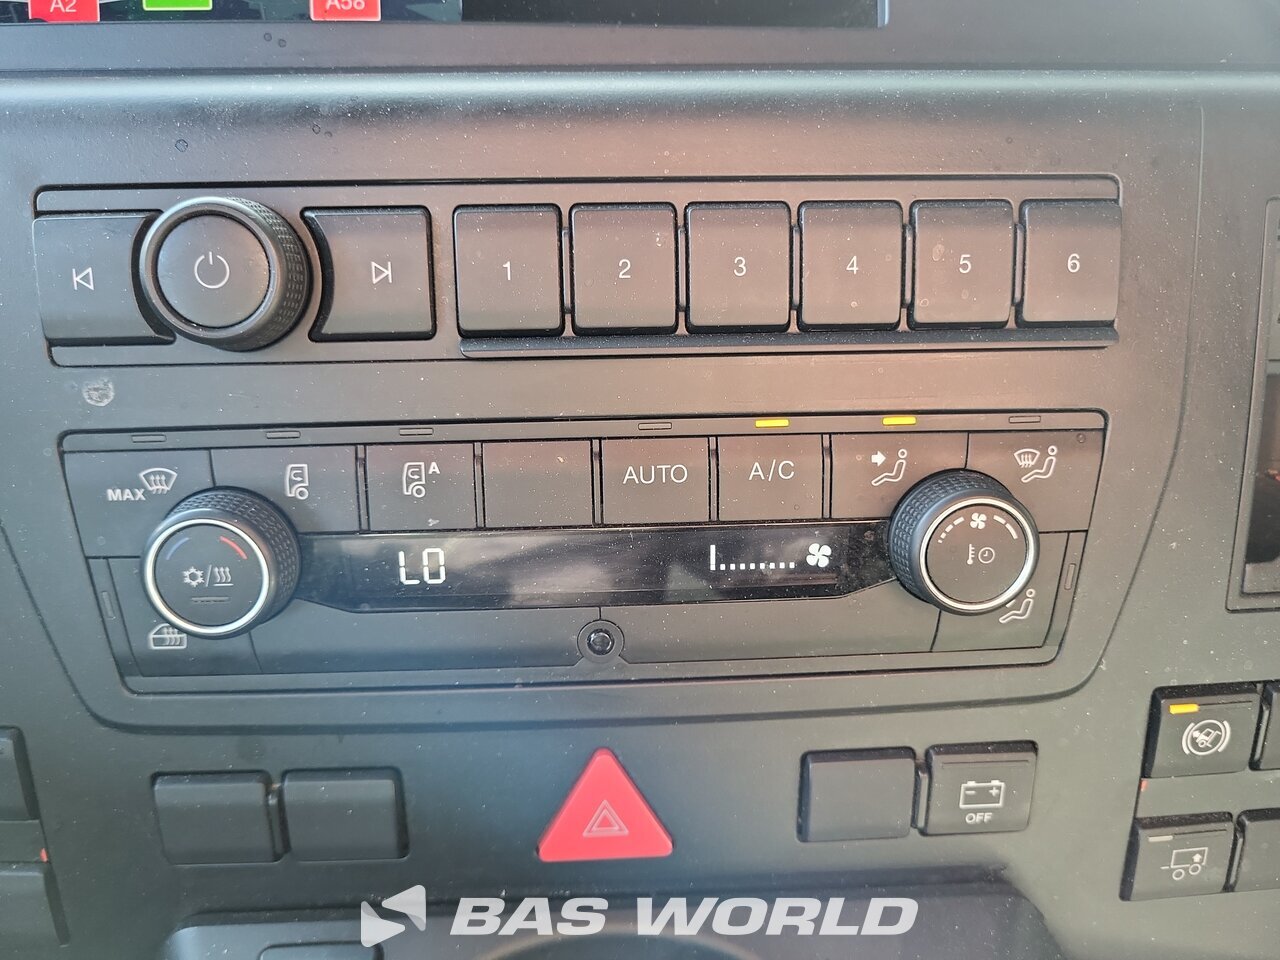 A2
A58
1 2 3 4 5 6
MAX
A
AUTO
A/C
LO
OFF
BAS WORLD